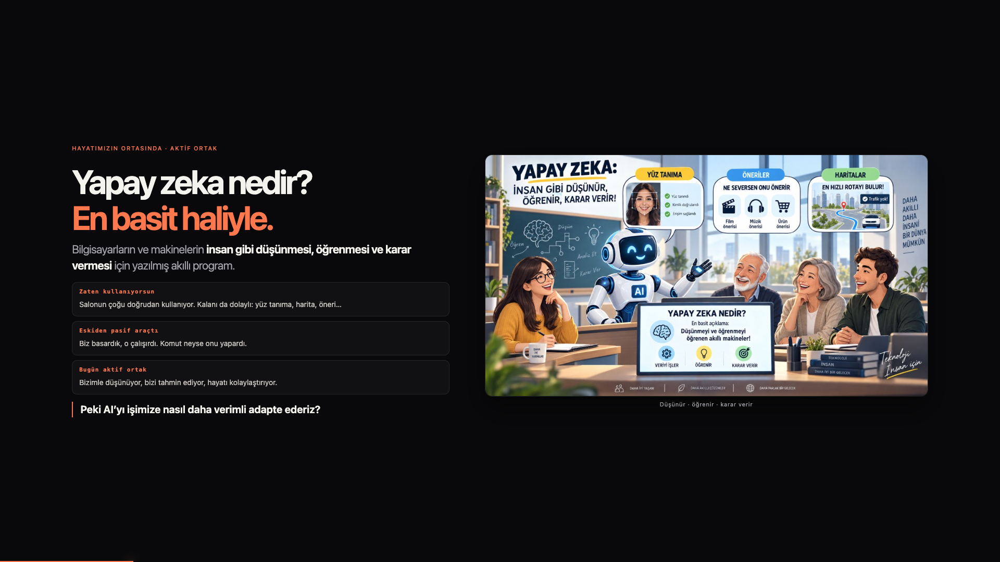 HAYATIMIZIN ORTASINDA · AKTİF ORTAK
Yapay zeka nedir?
En basit haliyle.
Bilgisayarların ve makinelerin insan gibi düşünmesi, öğrenmesi ve karar
vermesi için yazılmış akıllı program.
Zaten kullanıyorsun
Salonun çoğu doğrudan kullanıyor. Kalanı da dolaylı: yüz tanıma, harita, öneri...
Eskiden pasif araçtı
Biz basardık, o çalışırdı. Komut neyse onu yapardı.
Bugün aktif ortak
Bizimle düşünüyor, bizi tahmin ediyor, hayatı kolaylaştırıyor.
Peki AI’yı işimize nasıl daha verimli adapte ederiz?
YAPAY ZEKA:
İNSAN GİBİ DÜŞÜNÜR,
ÖĞRENİR, KARAR VERİR!
YÜZ TANIMA
Yüz tanındı
Kimlik doğrulandı
Erişim sağlandı
ÖNERİLER
NE SEVERSEN ONU ÖNERİR
Film önerisi
Müzik önerisi
Ürün önerisi
HARİTALAR
EN HIZLI ROTAYI BULUR!
Trafik yok!
DAHA
AKILLI
DAHA
İNSANİ
BİR DÜNYA
MÜMKÜN
Öğren
Düşün
Analiz Et
Karar Ver
AI
DAHA
İYİ
YARINLAR
YAPAY ZEKA NEDİR?
En basit açıklama:
Düşünmeyi ve öğrenmeyi
öğrenen akıllı makineler!
VERİYİ İŞLER
ÖĞRENİR
KARAR VERİR
TEKNOLOJİ
İNSAN
DAHA İYİ BİR GELECEK
Teknoloji
İnsan için
DAHA İYİ YAŞAM
DAHA AKILLI ÇÖZÜMLER
DAHA PARLAK BİR GELECEK
Düşünür · öğrenir · karar verir